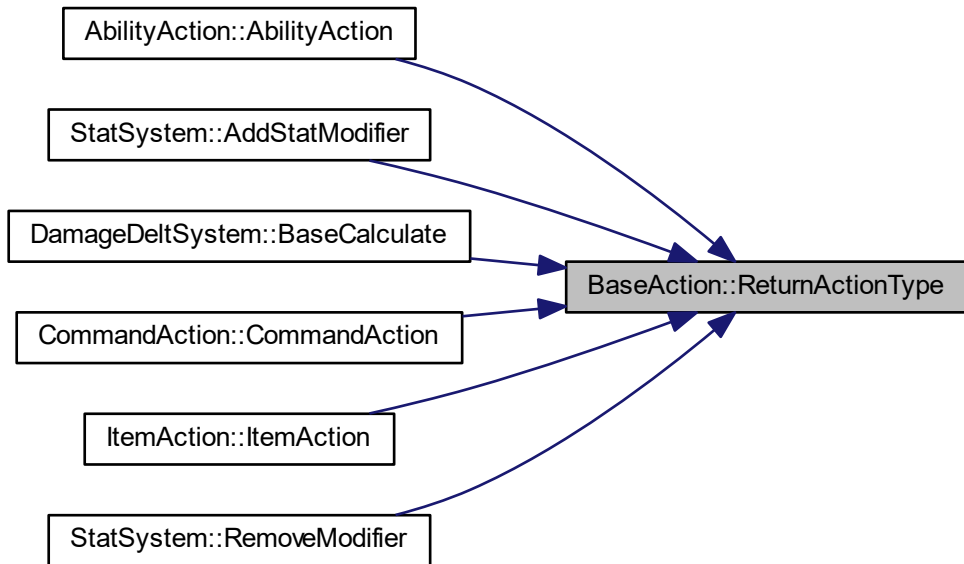 AbilityAction::AbilityAction
StatSystem::AddStatModifier
DamageDeltSystem::BaseCalculate
BaseAction::ReturnActionType
CommandAction::CommandAction
ItemAction::ItemAction
StatSystem::RemoveModifier